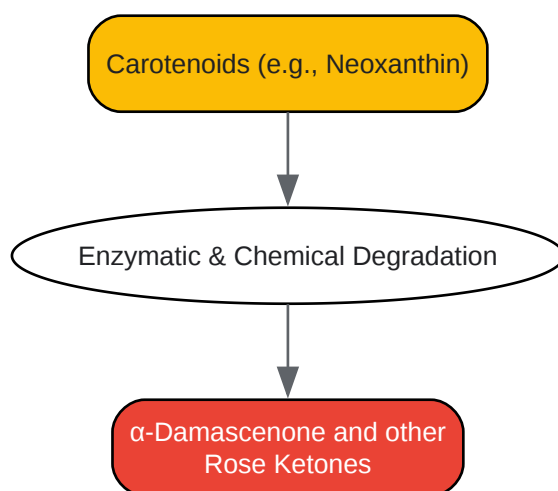 Carotenoids (e.g., Neoxanthin)
Enzymatic & Chemical Degradation
α-Damascenone and other
Rose Ketones